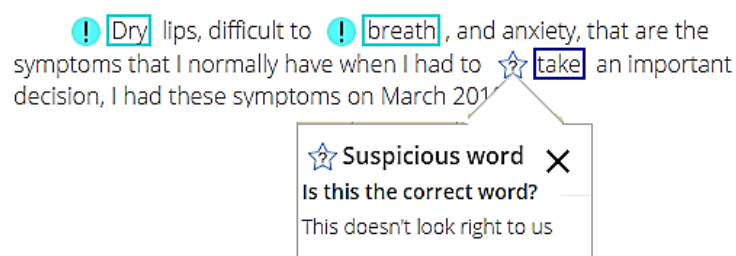 ! Dry lips, difficult to ! breath , and anxiety, that are the
symptoms that I normally have when I had to ? take an important
decision, I had these symptoms on March
? Suspicious word X
Is this the correct word?
This doesn't look right to us